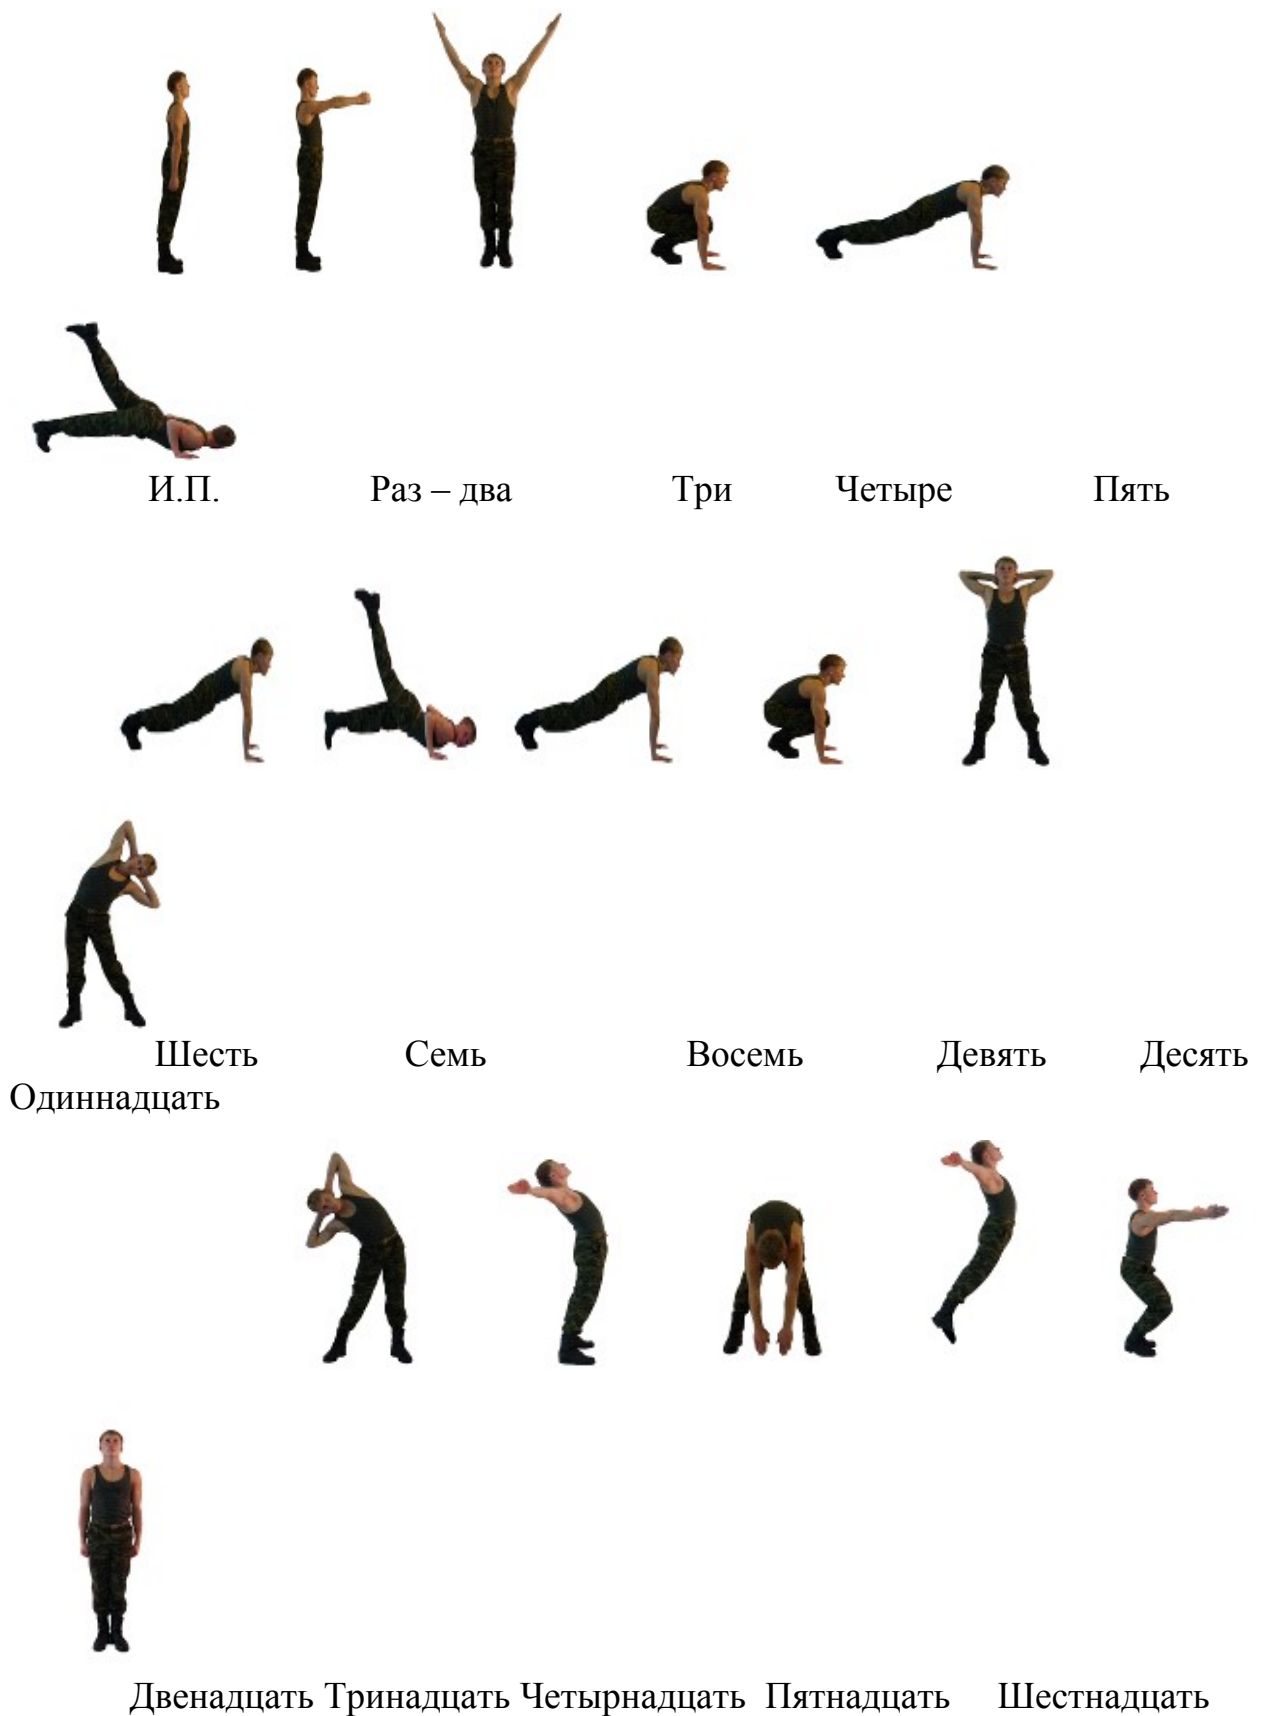 И.П. Раз – два Три Четыре Пять
Шесть Семь Восемь Девять Десять
Одиннадцать
Двенадцать Тринадцать Четырнадцать Пятнадцать Шестнадцать